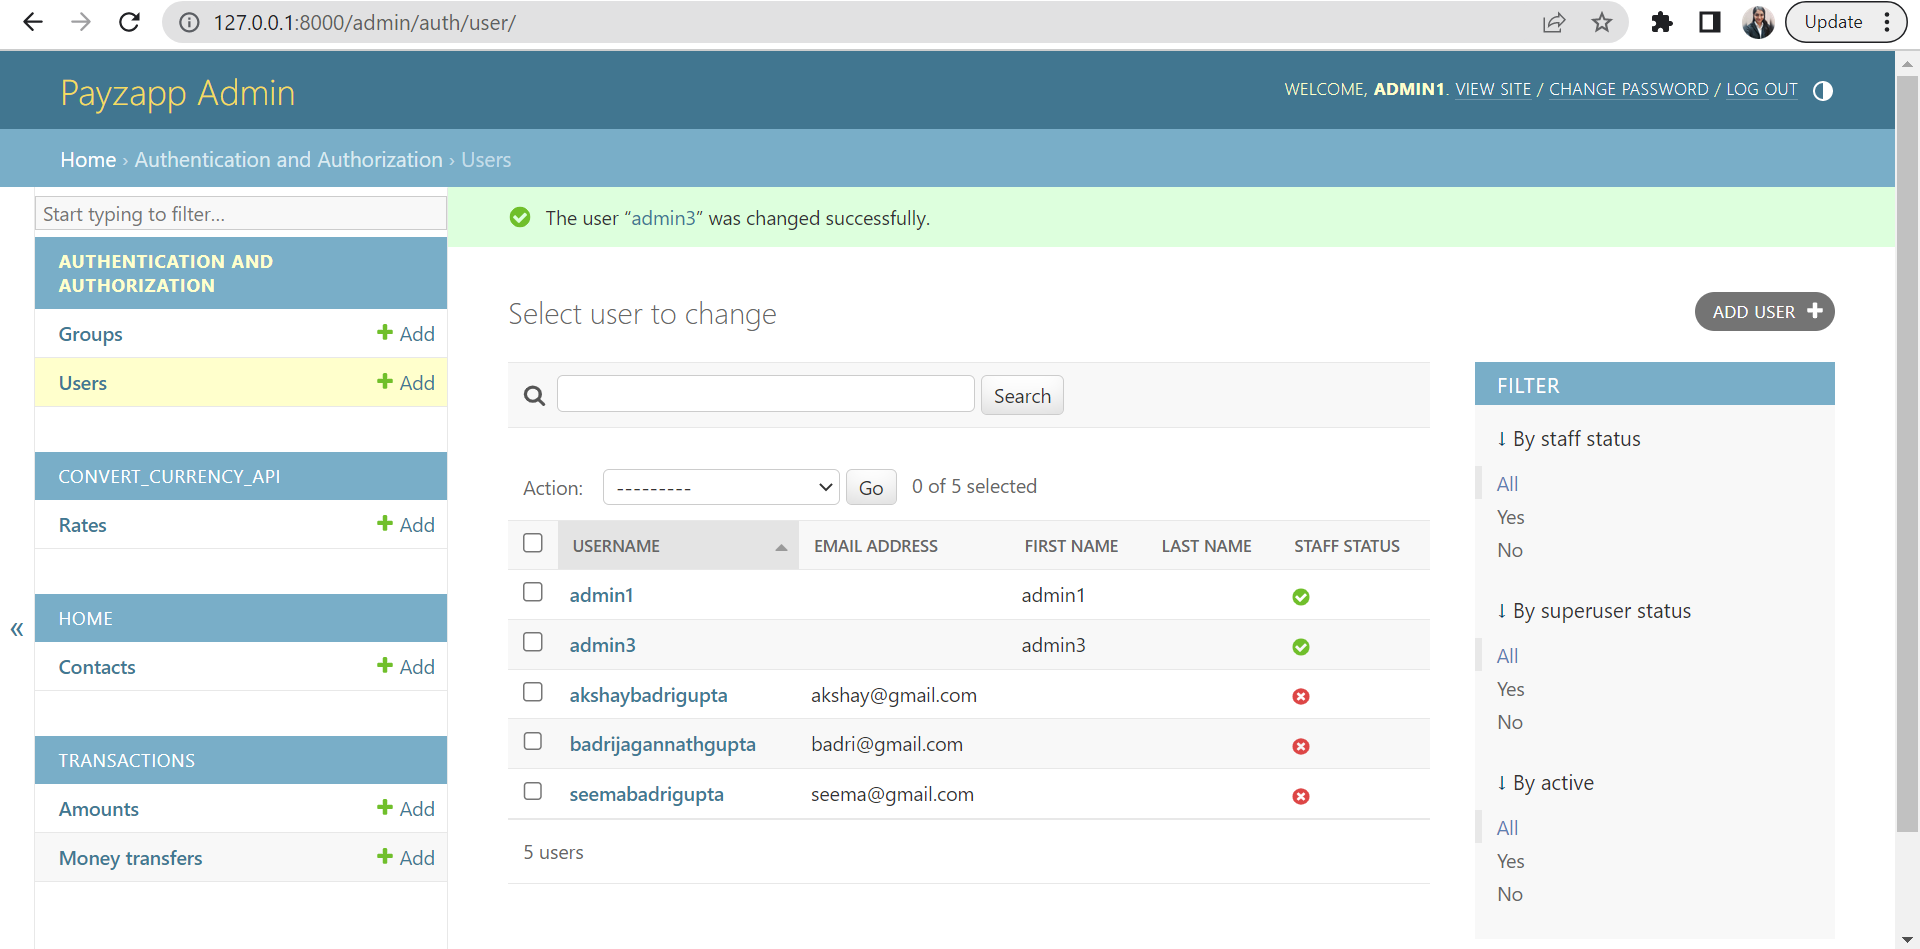 127.0.0.1:8000/admin/auth/user/
Update
Payzapp Admin
WELCOME, ADMIN1. VIEW SITE / CHANGE PASSWORD / LOG OUT
Home › Authentication and Authorization › Users
Start typing to filter...
The user “admin3” was changed successfully.
AUTHENTICATION AND
AUTHORIZATION
Groups + Add
Users + Add
CONVERT_CURRENCY_API
Rates + Add
HOME
Contacts + Add
TRANSACTIONS
Amounts + Add
Money transfers + Add
«
Select user to change
ADD USER +
Search
Action: --------- Go 0 of 5 selected
USERNAME EMAIL ADDRESS FIRST NAME LAST NAME STAFF STATUS
admin1 admin1
admin3 admin3
akshaybadrigupta akshay@gmail.com
badrijagannathgupta badri@gmail.com
seemabadrigupta seema@gmail.com
5 users
FILTER
↓ By staff status
All
Yes
No
↓ By superuser status
All
Yes
No
↓ By active
All
Yes
No